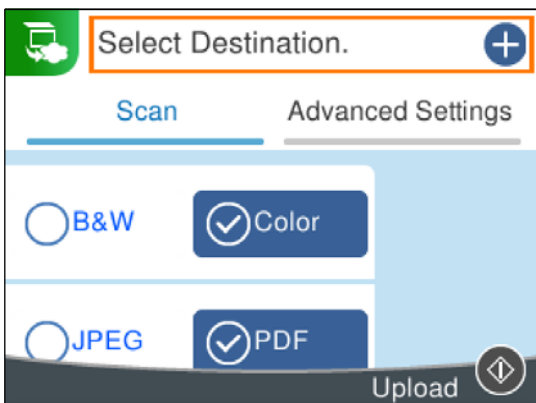 Select Destination.
Scan Advanced Settings
B&W Color
JPEG PDF
Upload